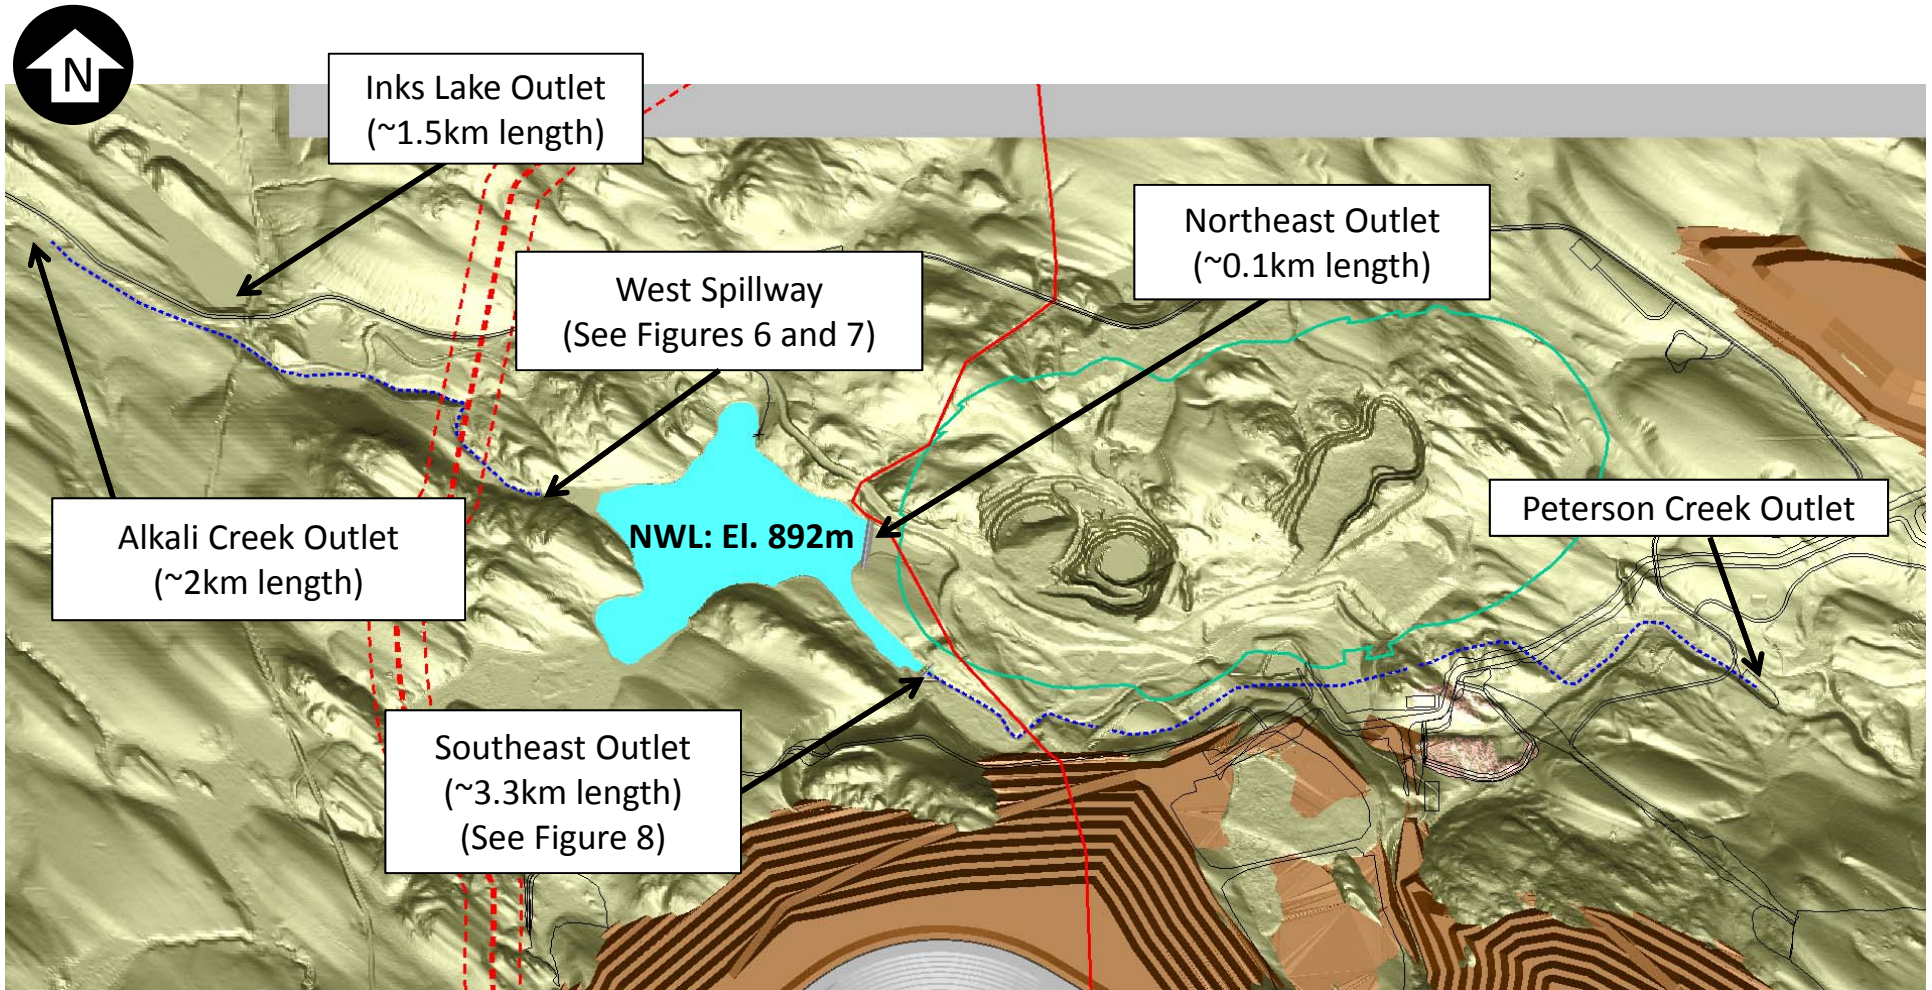 N
Inks Lake Outlet
(~1.5km length)
Northeast Outlet
(~0.1km length)
West Spillway
(See Figures 6 and 7)
Peterson Creek Outlet
NWL: El. 892m
Alkali Creek Outlet
(~2km length)
Southeast Outlet
(~3.3km length)
(See Figure 8)